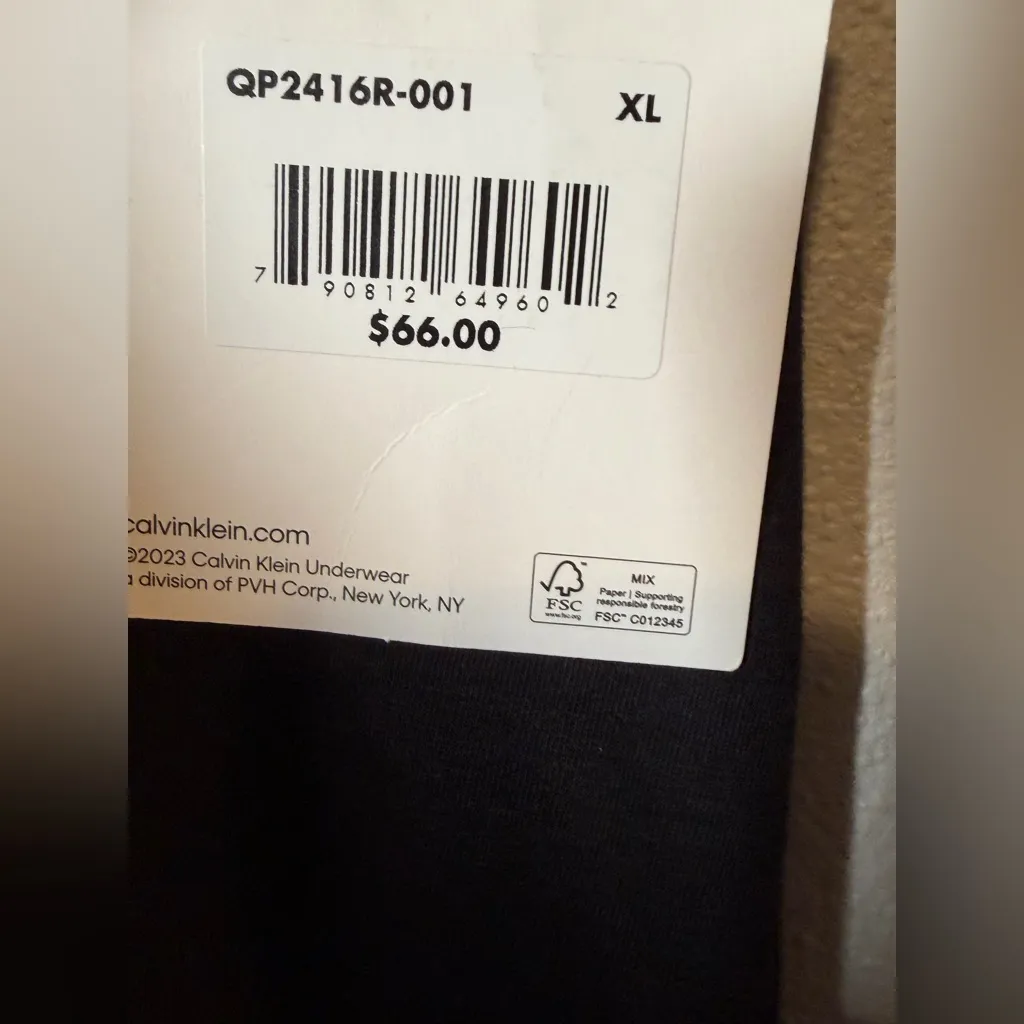 QP2416R-001 XL
7 90812 64960 2
$66.00
calvinklein.com
©2023 Calvin Klein Underwear
a division of PVH Corp., New York, NY
FSC
www.fsc.org
MIX
Paper | Supporting
responsible forestry
FSC™ C012345